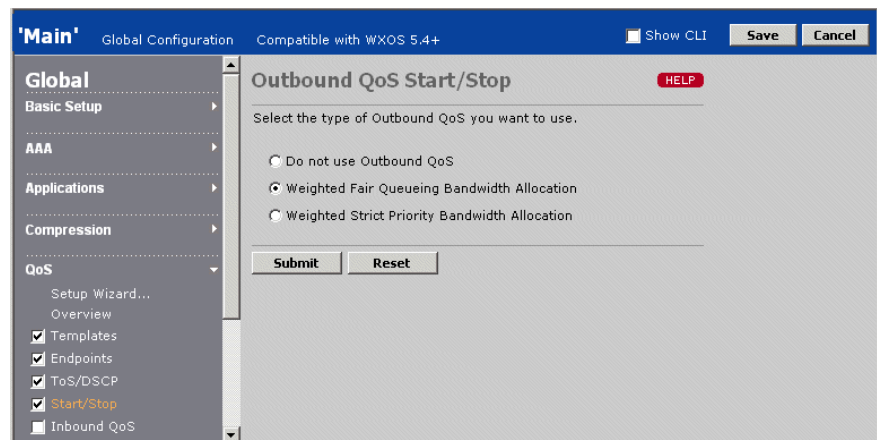 'Main' Global Configuration Compatible with WXOS 5.4+ Show CLI Save Cancel
Global
Basic Setup
AAA
Applications
Compression
QoS
Setup Wizard...
Overview
Templates
Endpoints
ToS/DSCP
Start/Stop
Inbound QoS
Outbound QoS Start/Stop HELP
Select the type of Outbound QoS you want to use.
Do not use Outbound QoS
Weighted Fair Queueing Bandwidth Allocation
Weighted Strict Priority Bandwidth Allocation
Submit Reset